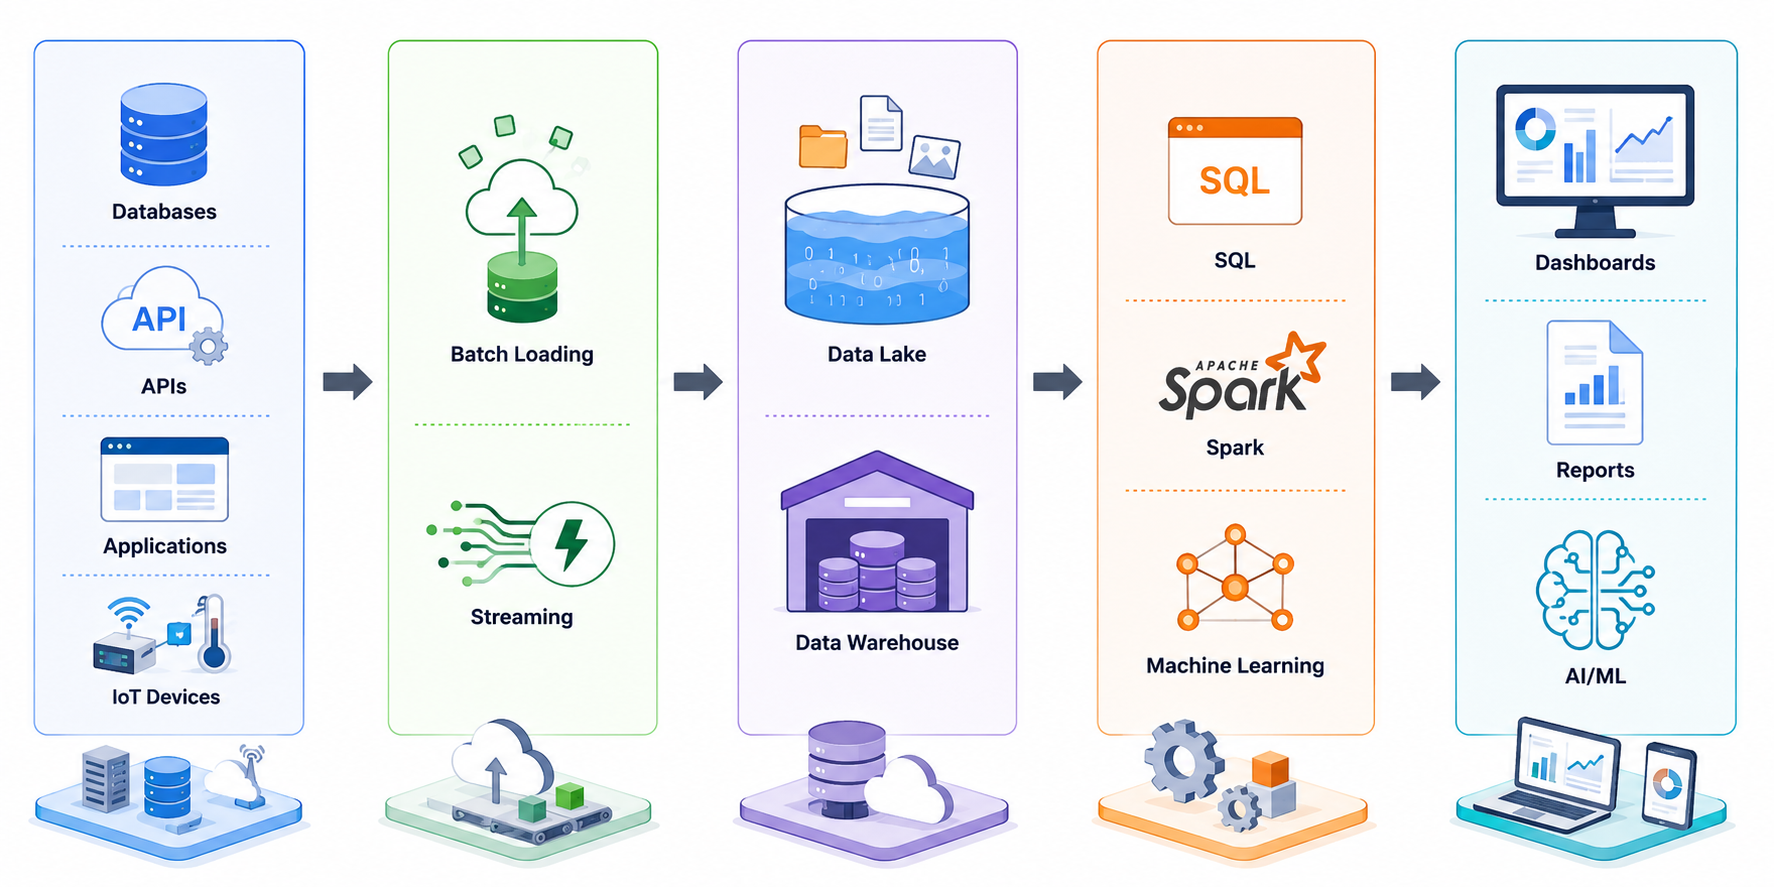 Databases
API
APIs
Applications
IoT Devices
Batch Loading
Streaming
Data Lake
Data Warehouse
SQL
SQL
APACHE
Spark
Spark
Machine Learning
Dashboards
Reports
AI/ML